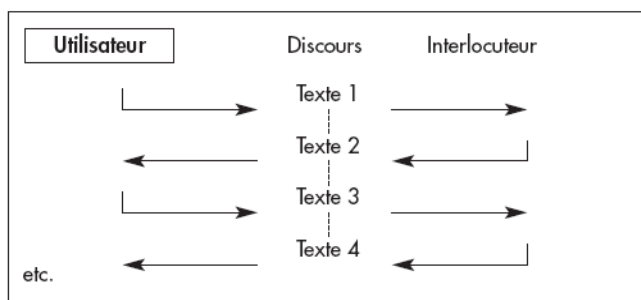 Utilisateur Discours Interlocuteur
Texte 1
Texte 2
Texte 3
Texte 4
etc.